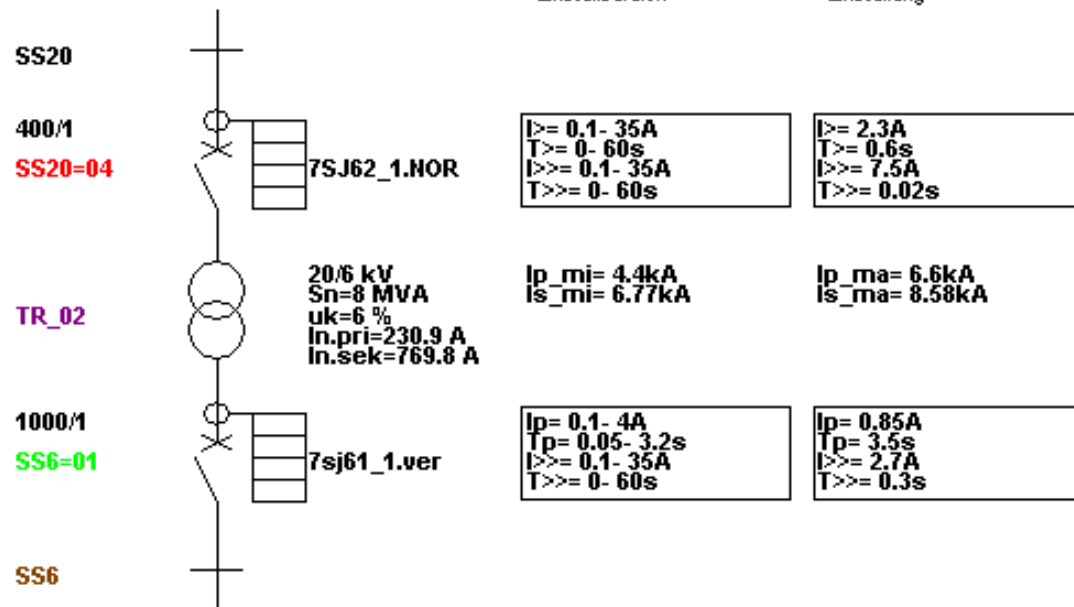 SS20
400/1
SS20=04
7SJ62_1.NOR
I>= 0.1- 35A
T>= 0- 60s
I>>= 0.1- 35A
T>>= 0- 60s
I>= 2.3A
T>= 0.6s
I>>= 7.5A
T>>= 0.02s
TR_02
20/6 kV
Sn=8 MVA
uk=6 %
In.pri=230.9 A
In.sek=769.8 A
Ip_mi= 4.4kA
Is_mi= 6.77kA
Ip_ma= 6.6kA
Is_ma= 8.58kA
1000/1
SS6=01
7sj61_1.ver
Ip= 0.1- 4A
Tp= 0.05- 3.2s
I>>= 0.1- 35A
T>>= 0- 60s
Ip= 0.85A
Tp= 3.5s
I>>= 2.7A
T>>= 0.3s
SS6